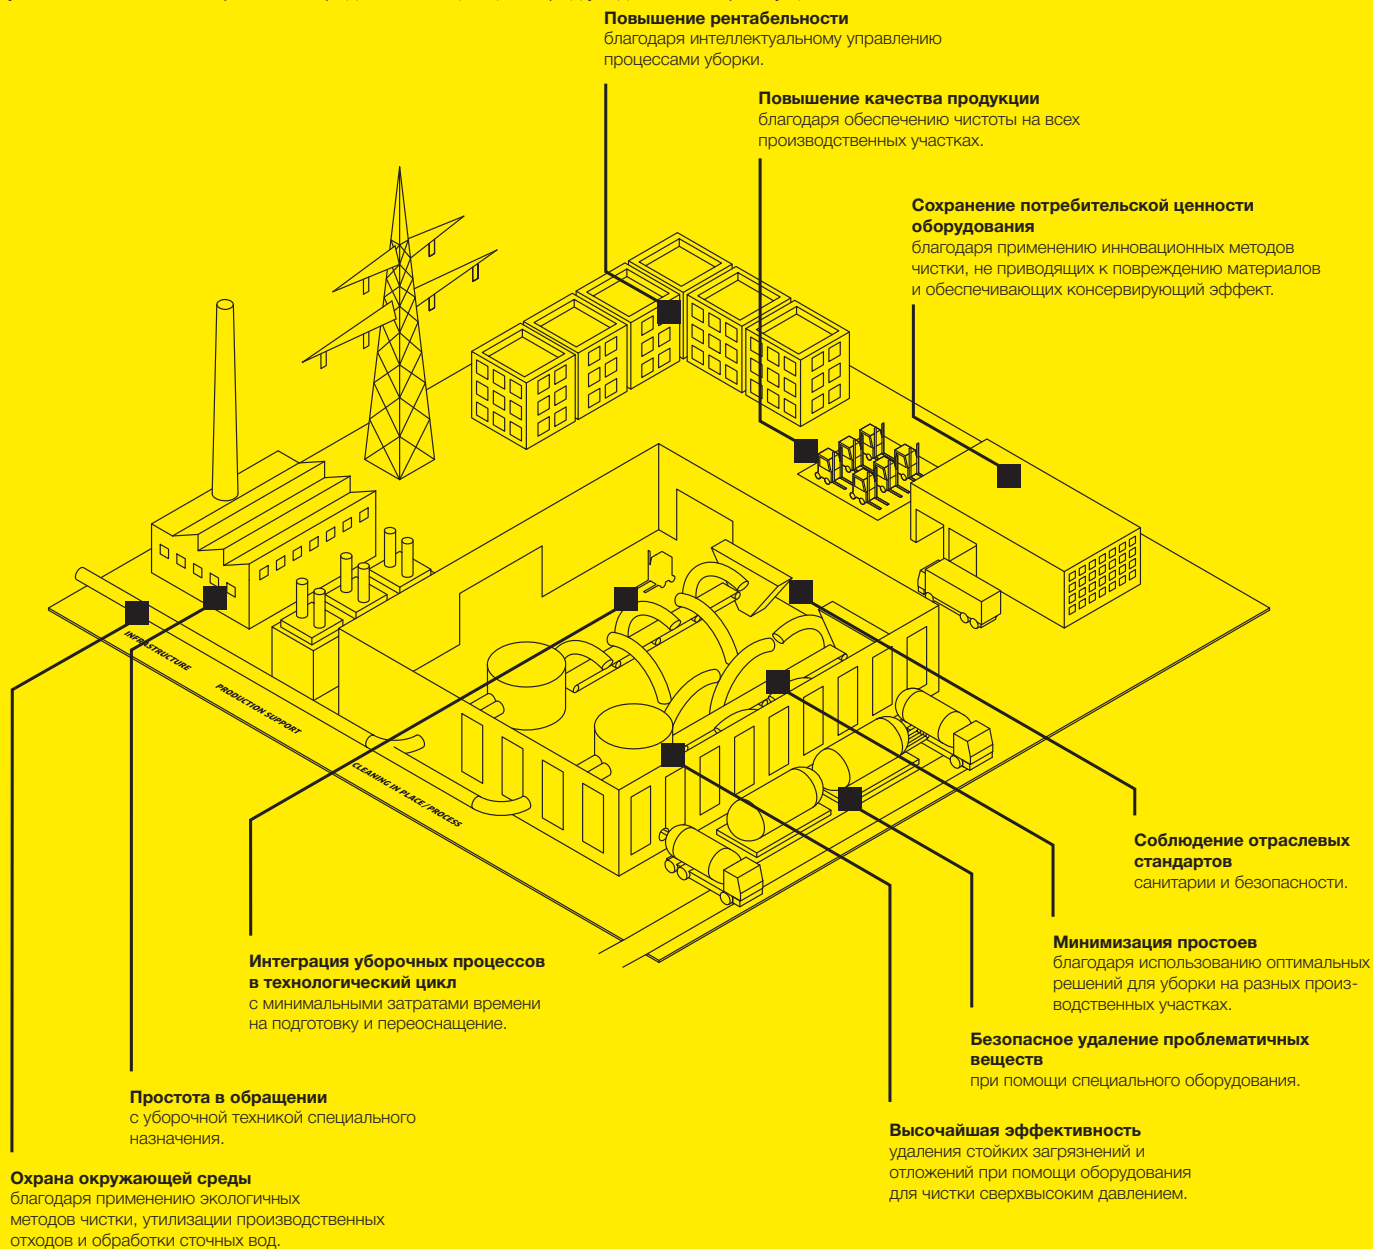 Повышение рентабельности
благодаря интеллектуальному управлению
процессами уборки.
Повышение качества продукции
благодаря обеспечению чистоты на всех
производственных участках.
Сохранение потребительской ценности
оборудования
благодаря применению инновационных методов
чистки, не приводящих к повреждению материалов
и обеспечивающих консервирующий эффект.
INFRASTRUCTURE
PRODUCTION SUPPORT
CLEANING IN PLACE/PROCESS
Соблюдение отраслевых
стандартов
санитарии и безопасности.
Минимизация простоев
благодаря использованию оптимальных
решений для уборки на разных произ-
водственных участках.
Интеграция уборочных процессов
в технологический цикл
с минимальными затратами времени
на подготовку и переоснащение.
Безопасное удаление проблематичных
веществ
при помощи специального оборудования.
Простота в обращении
с уборочной техникой специального
назначения.
Высочайшая эффективность
удаления стойких загрязнений и
отложений при помощи оборудования
для чистки сверхвысоким давлением.
Охрана окружающей среды
благодаря применению экологичных
методов чистки, утилизации производственных
отходов и обработки сточных вод.